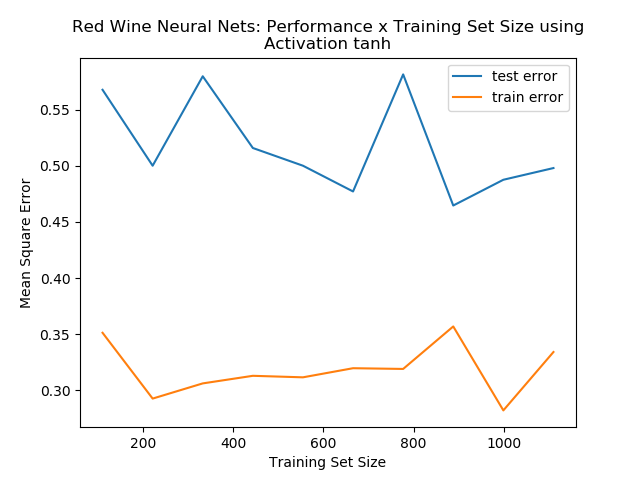 Red Wine Neural Nets: Performance x Training Set Size using
Activation tanh
test error
train error
Mean Square Error
0.55
0.50
0.45
0.40
0.35
0.30
200 400 600 800 1000
Training Set Size